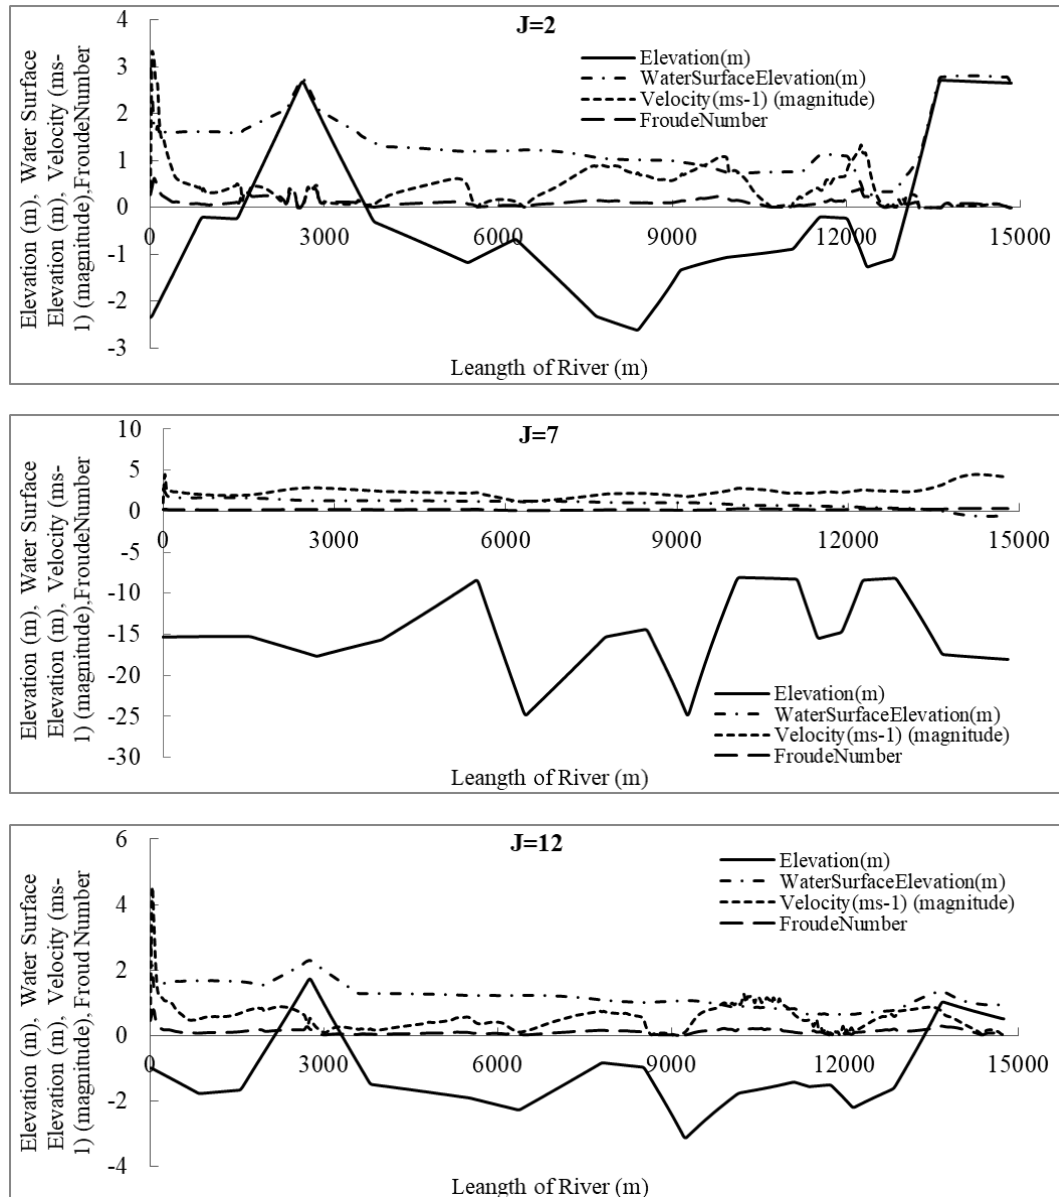 J=2
4
3
2
1
0
-1
-2
-3
0 3000 6000 9000 12000 15000
Elevation(m)
WaterSurfaceElevation(m)
Velocity(ms-1) (magnitude)
FroudeNumber
Elevation (m), Water Surface
Elevation (m), Velocity (ms-
1) (magnitude),FroudeNumber
Leangth of River (m)
J=7
10
5
0
-5
-10
-15
-20
-25
-30
0 3000 6000 9000 12000 15000
Elevation(m)
WaterSurfaceElevation(m)
Velocity(ms-1) (magnitude)
FroudeNumber
Elevation (m), Water Surface
Elevation (m), Velocity (ms-
1) (magnitude),FroudeNumber
Leangth of River (m)
J=12
6
4
2
0
-2
-4
0 3000 6000 9000 12000 15000
Elevation(m)
WaterSurfaceElevation(m)
Velocity(ms-1) (magnitude)
FroudeNumber
Elevation (m), Water Surface
Elevation (m), Velocity (ms-
1) (magnitude), Froud Number
Leangth of River (m)